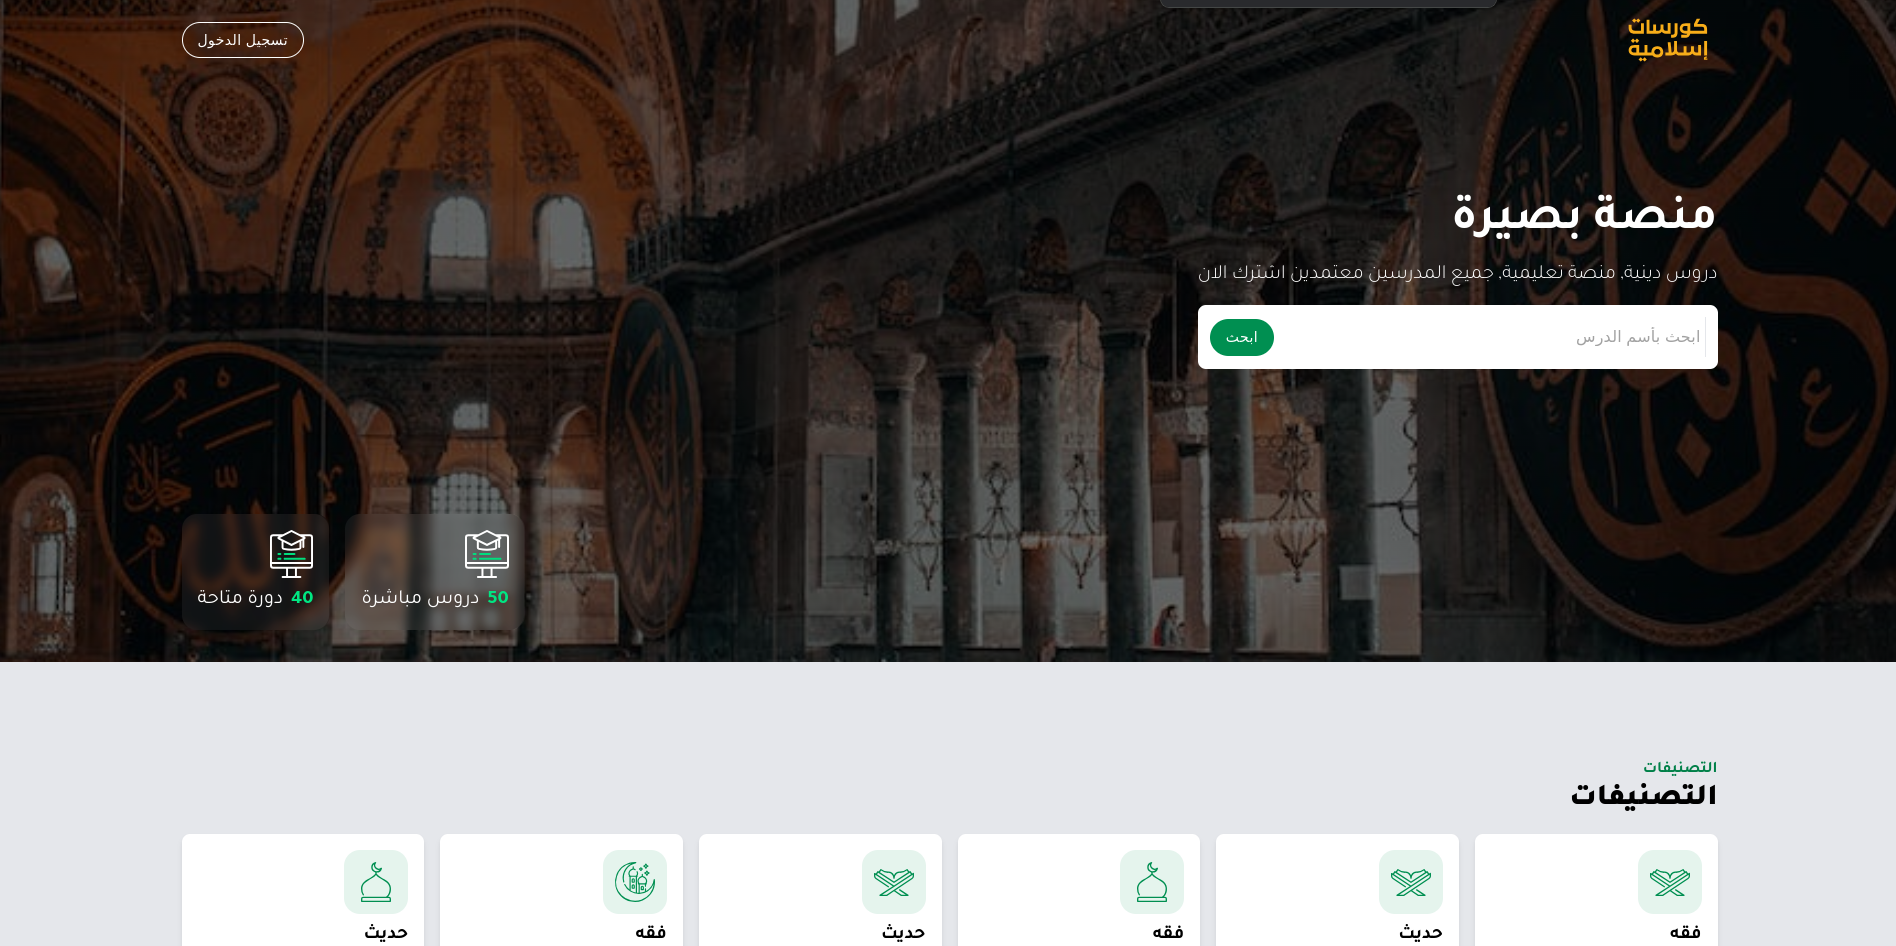 كورسات
إسلامية
تسجيل الدخول
منصة بصيرة
دروس دينية, منصة تعليمية, جميع المدرسين معتمدين اشترك الان
ابحث بأسم الدرس
ابحث
50 دروس مباشرة
40 دورة متاحة
التصنيفات
التصنيفات
فقه
حديث
فقه
حديث
فقه
حديث